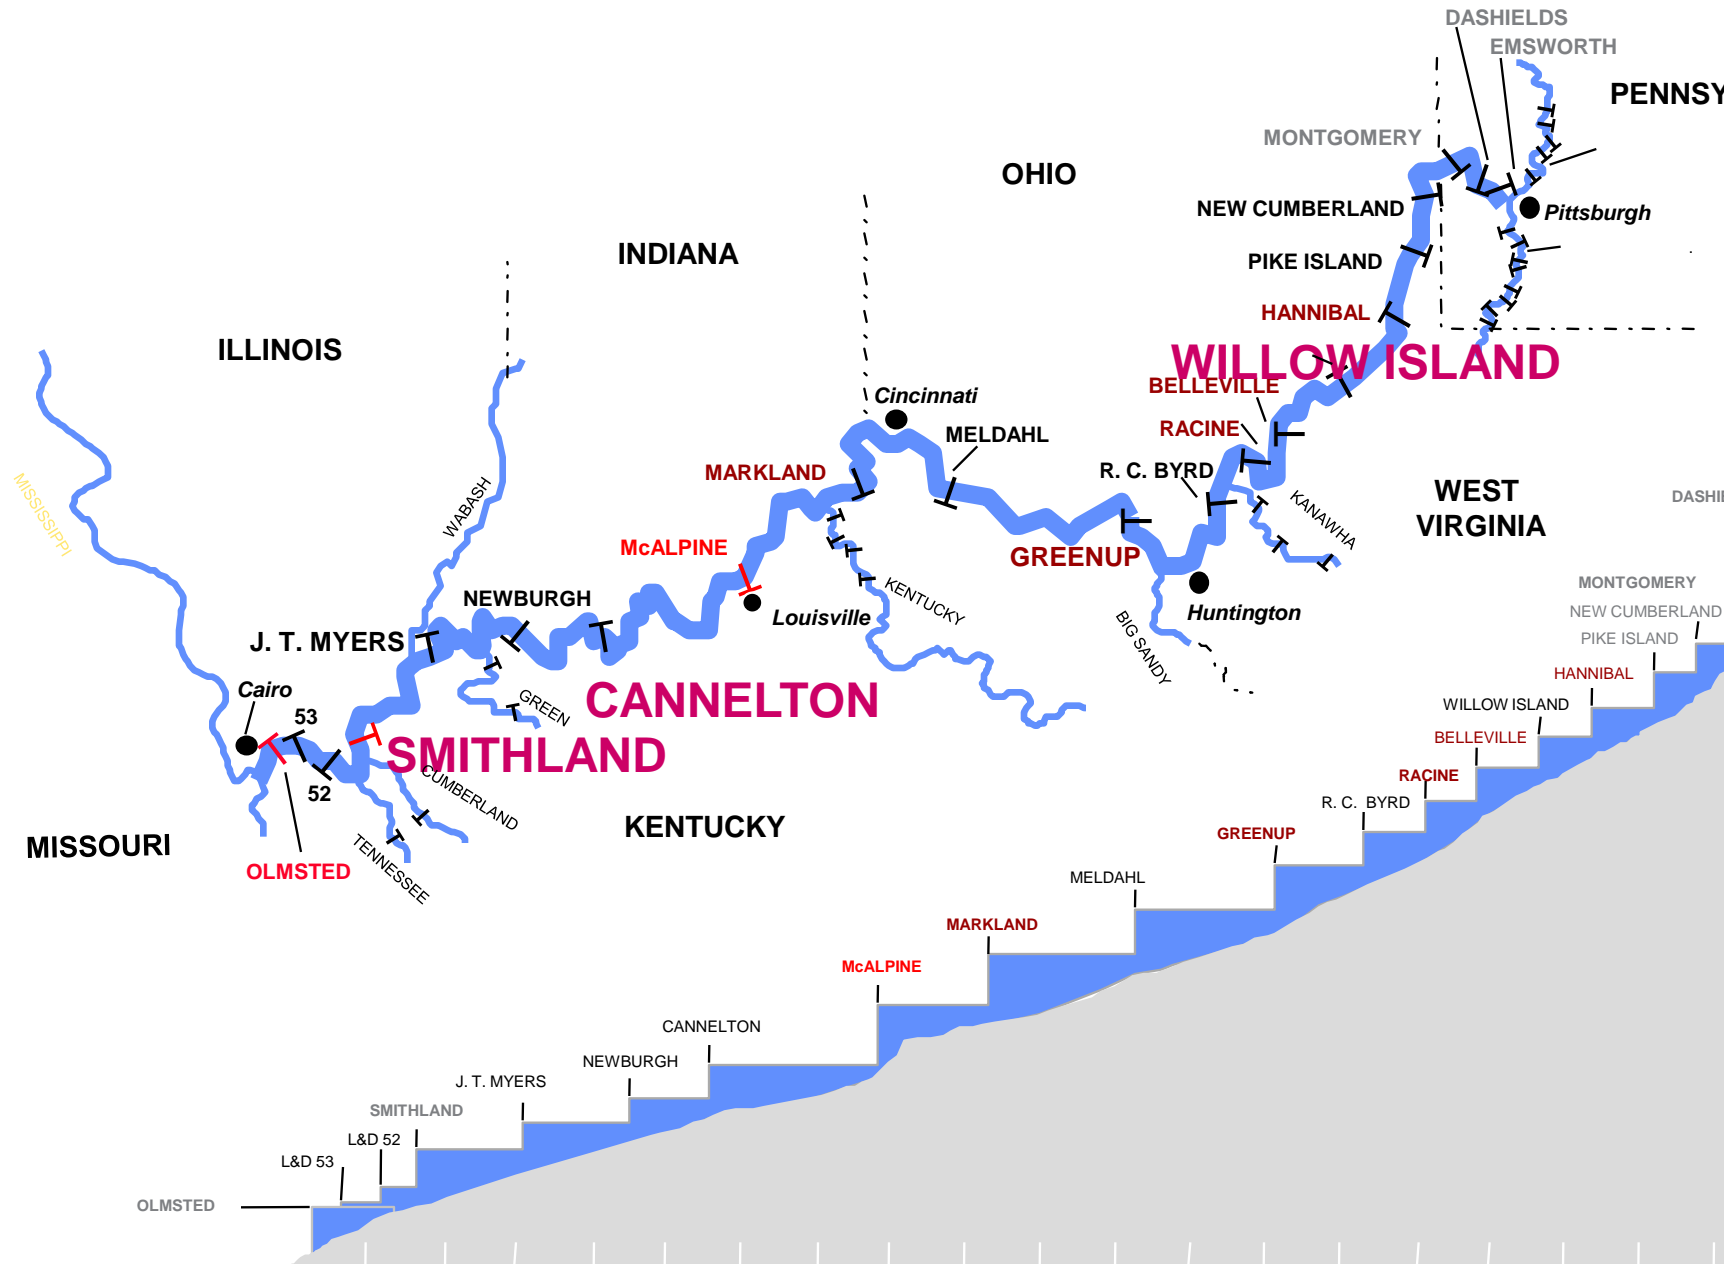 DASHIELDS
EMSWORTH
PENNSY
MONTGOMERY
OHIO
NEW CUMBERLAND
Pittsburgh
INDIANA
PIKE ISLAND
HANNIBAL
ILLINOIS
WILLOW ISLAND
BELLEVILLE
Cincinnati
RACINE
MELDAHL
MARKLAND
R. C. BYRD
WEST
VIRGINIA
DASHIE
MISSISSIPPI
WABASH
KANAWHA
McALPINE
GREENUP
NEWBURGH
KENTUCKY
Louisville
Huntington
MONTGOMERY
NEW CUMBERLAND
PIKE ISLAND
J. T. MYERS
BIG SANDY
HANNIBAL
Cairo
CANNELTON
GREEN
WILLOW ISLAND
53
BELLEVILLE
SMITHLAND
RACINE
52
CUMBERLAND
R. C. BYRD
MISSOURI
KENTUCKY
GREENUP
OLMSTED
TENNESSEE
MELDAHL
MARKLAND
McALPINE
CANNELTON
NEWBURGH
J. T. MYERS
SMITHLAND
L&D 52
L&D 53
OLMSTED